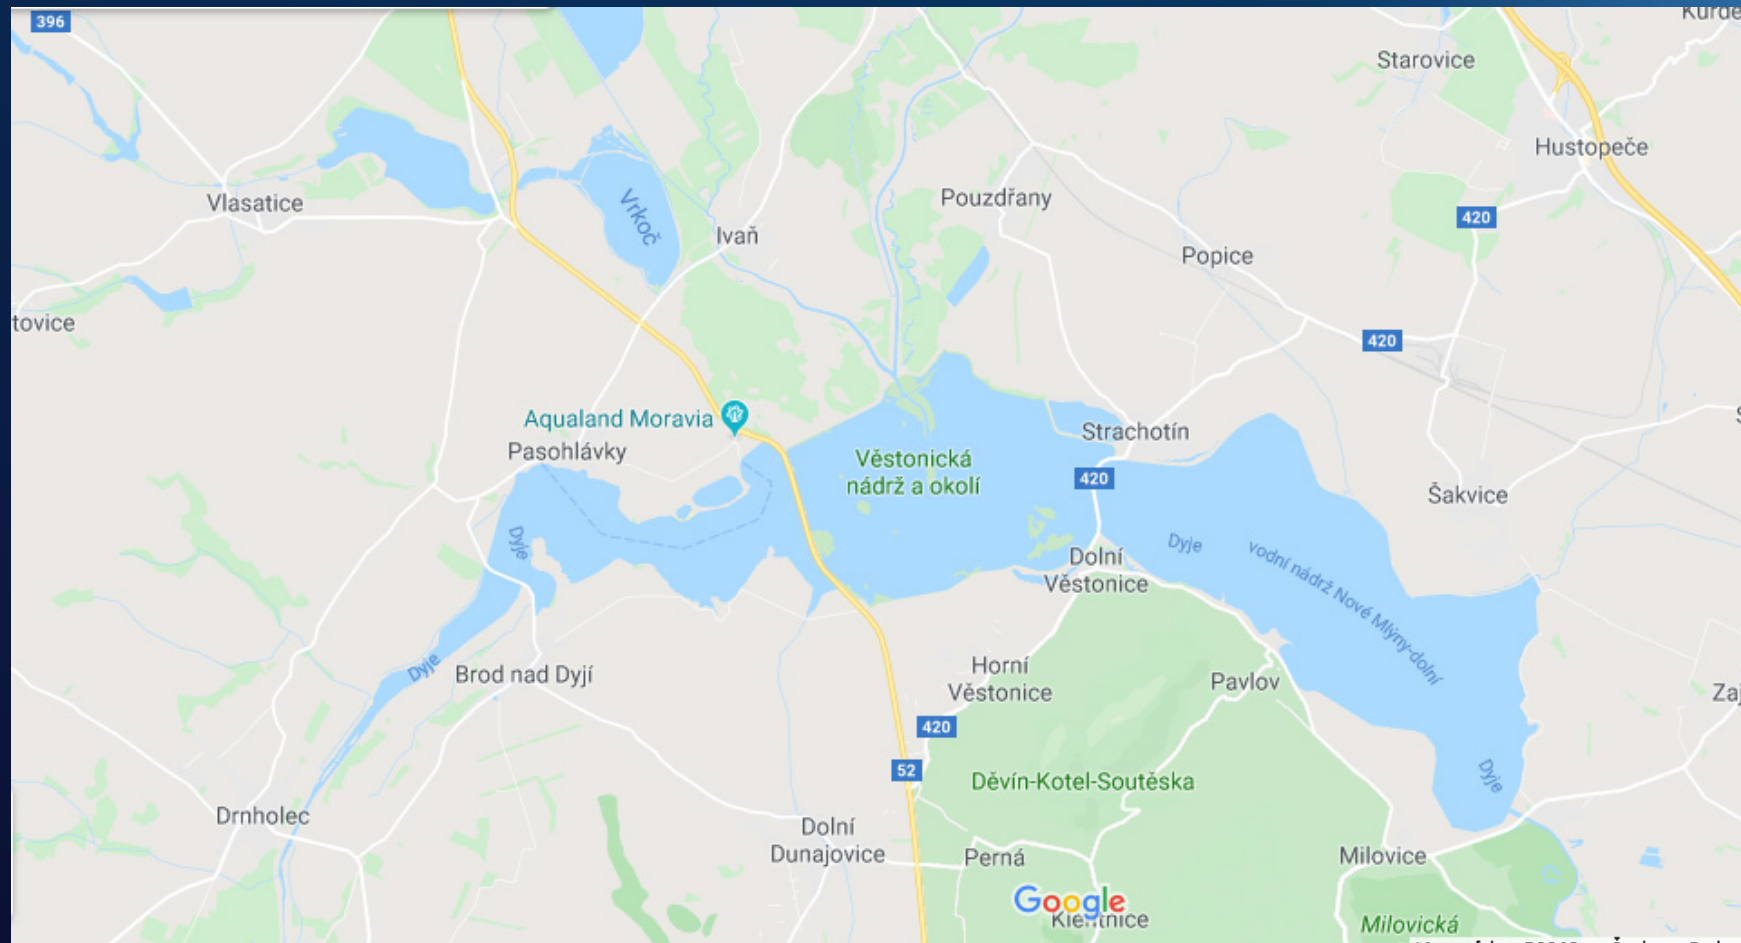 396
Kurde
Starovice
Hustopeče
Vlasatice
Vrkoč
Pouzdřany
420
Ivaň
Popice
tovice
420
Aqualand Moravia
Pasohlávky
Strachotín
Věstonická
nádrž a okolí
420
Šakvice
Dyje
Dyje
vodní nádrž Nové Mlýny-dolní
Dolní
Věstonice
Dyje
Brod nad Dyjí
Horní
Věstonice
Pavlov
Zaj
420
52
Děvín-Kotel-Soutěska
Dyje
Drnholec
Dolní
Dunajovice
Perná
Milovice
Google
Klentnice
Milovická